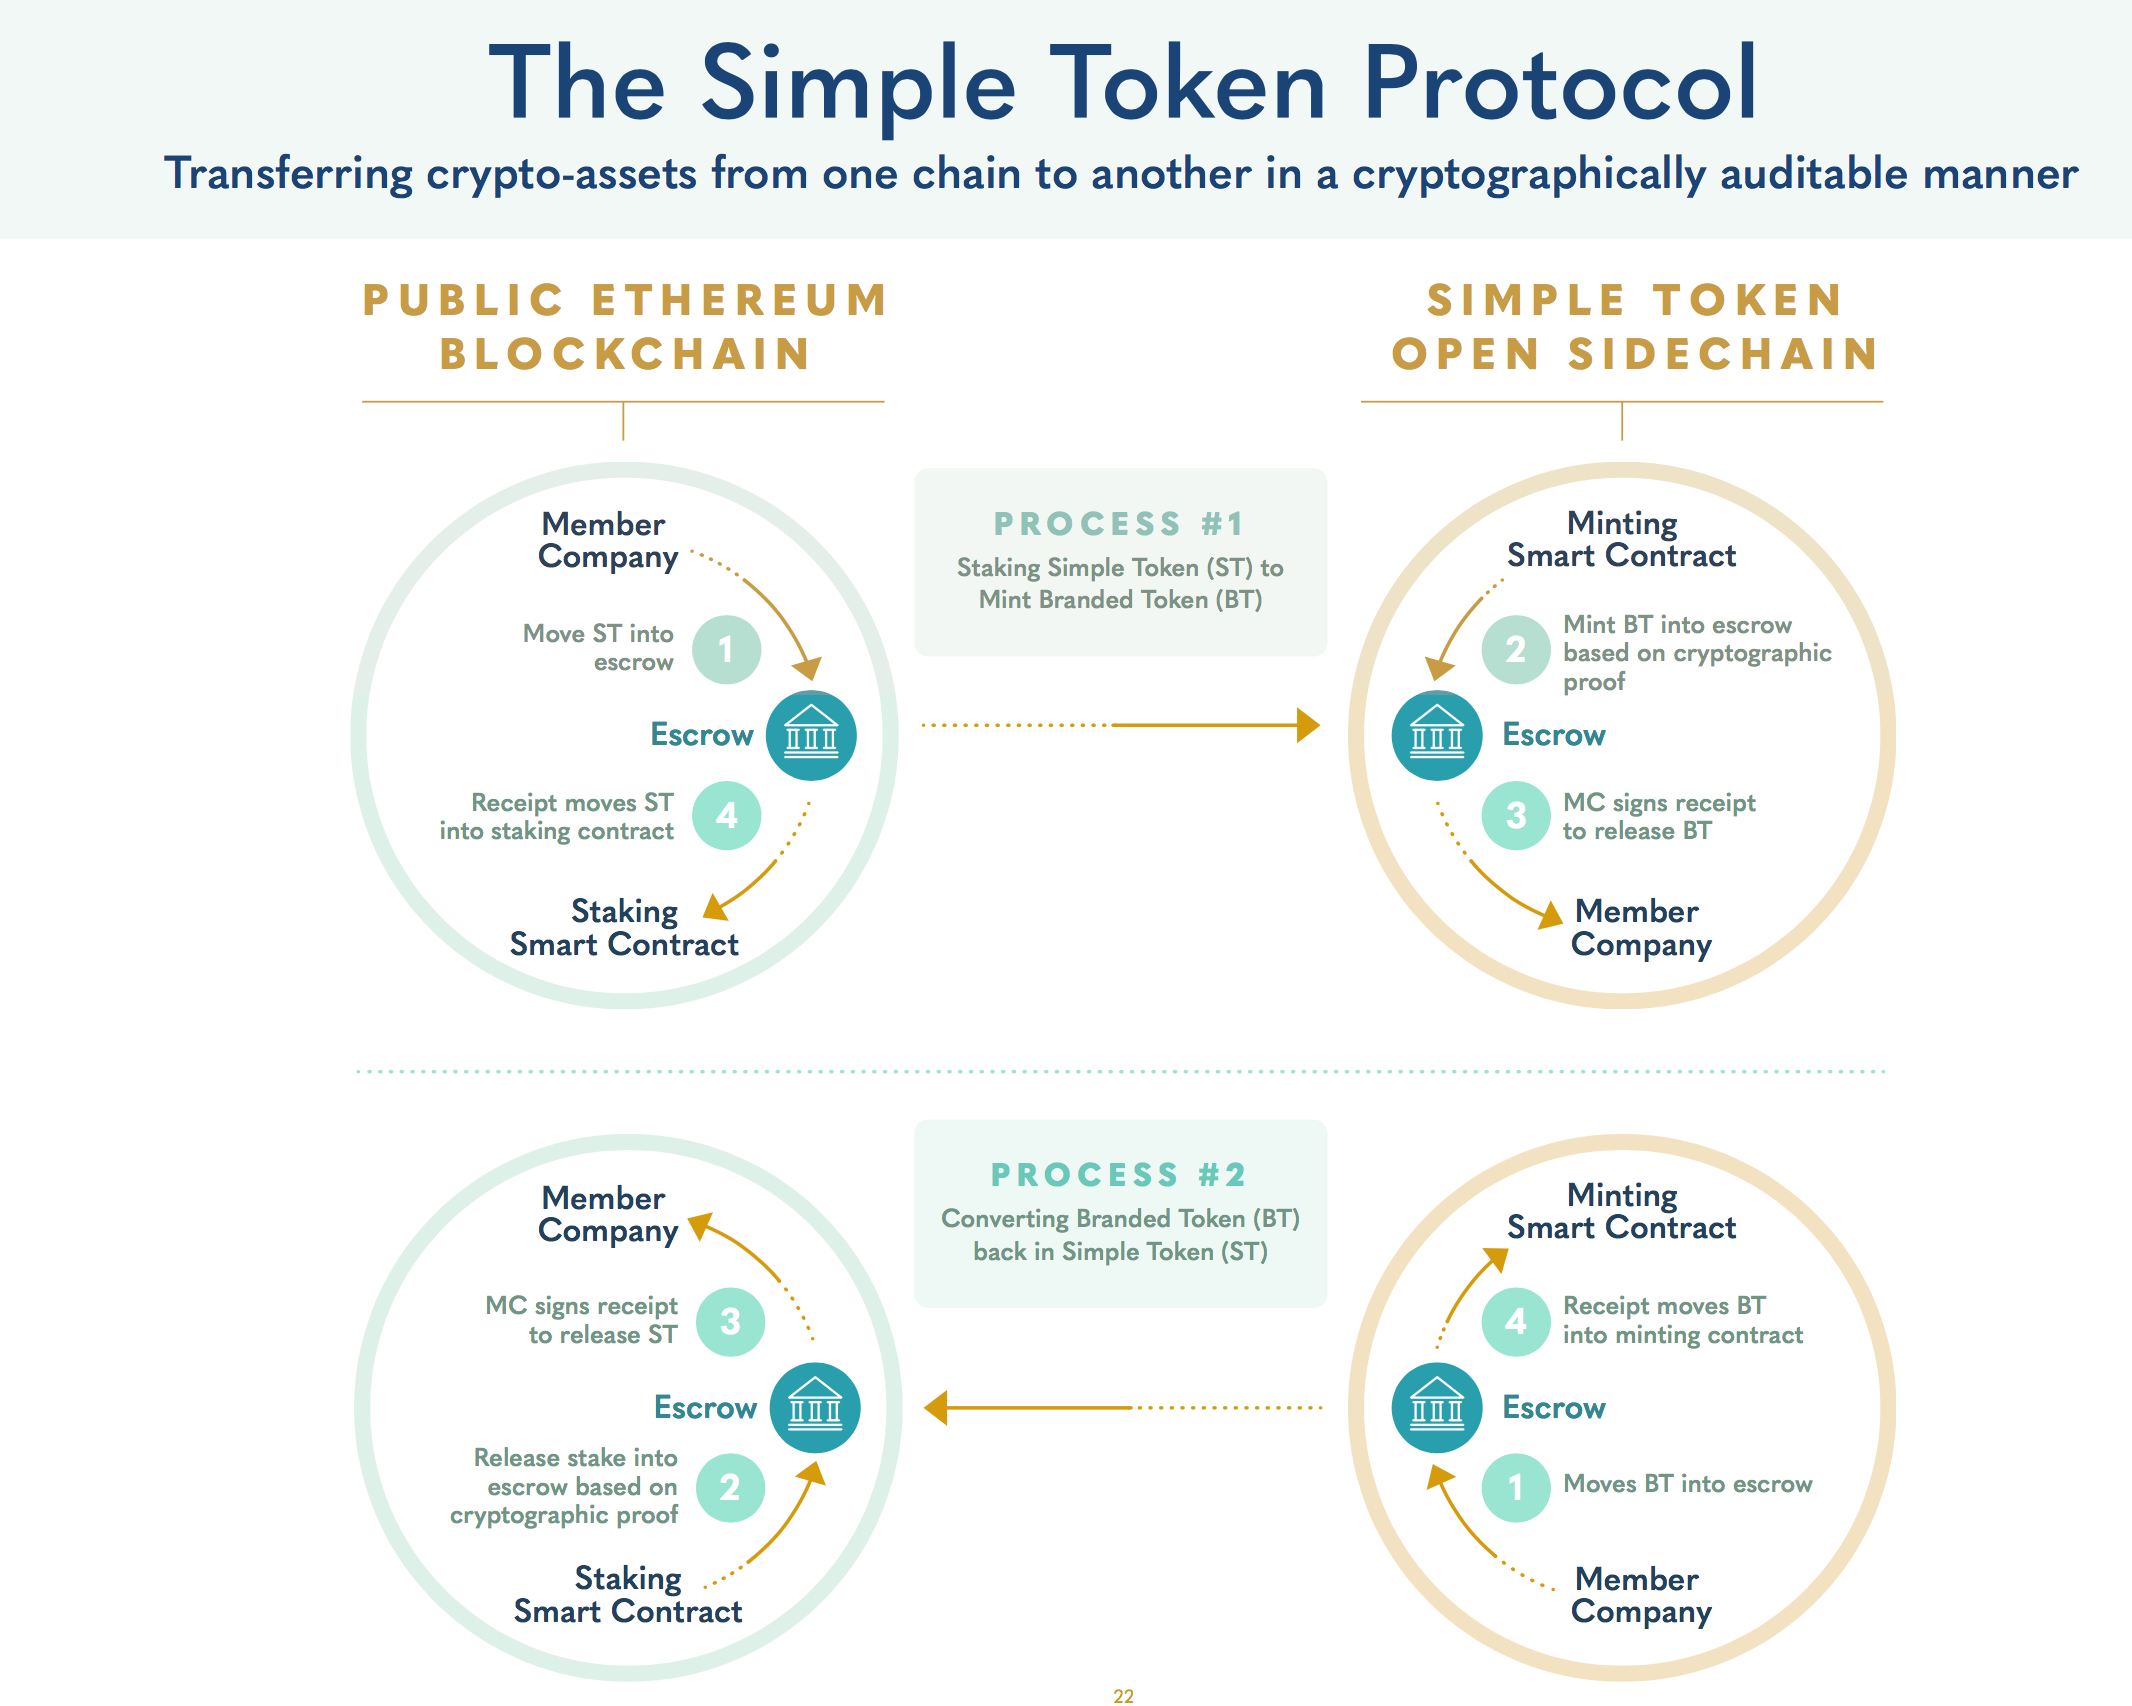 The Simple Token Protocol
Transferring crypto-assets from one chain to another in a cryptographically auditable manner
PUBLIC ETHEREUM
BLOCKCHAIN
SIMPLE TOKEN
OPEN SIDECHAIN
Member
Company
Move ST into
escrow
1
Escrow
Receipt moves ST
into staking contract
4
Staking
Smart Contract
PROCESS #1
Staking Simple Token (ST) to
Mint Branded Token (BT)
Minting
Smart Contract
2
Mint BT into escrow
based on cryptographic
proof
Escrow
3
MC signs receipt
to release BT
Member
Company
Member
Company
MC signs receipt
to release ST
3
Escrow
Release stake into
escrow based on
cryptographic proof
2
Staking
Smart Contract
PROCESS #2
Converting Branded Token (BT)
back in Simple Token (ST)
Minting
Smart Contract
4
Receipt moves BT
into minting contract
Escrow
1
Moves BT into escrow
Member
Company
22